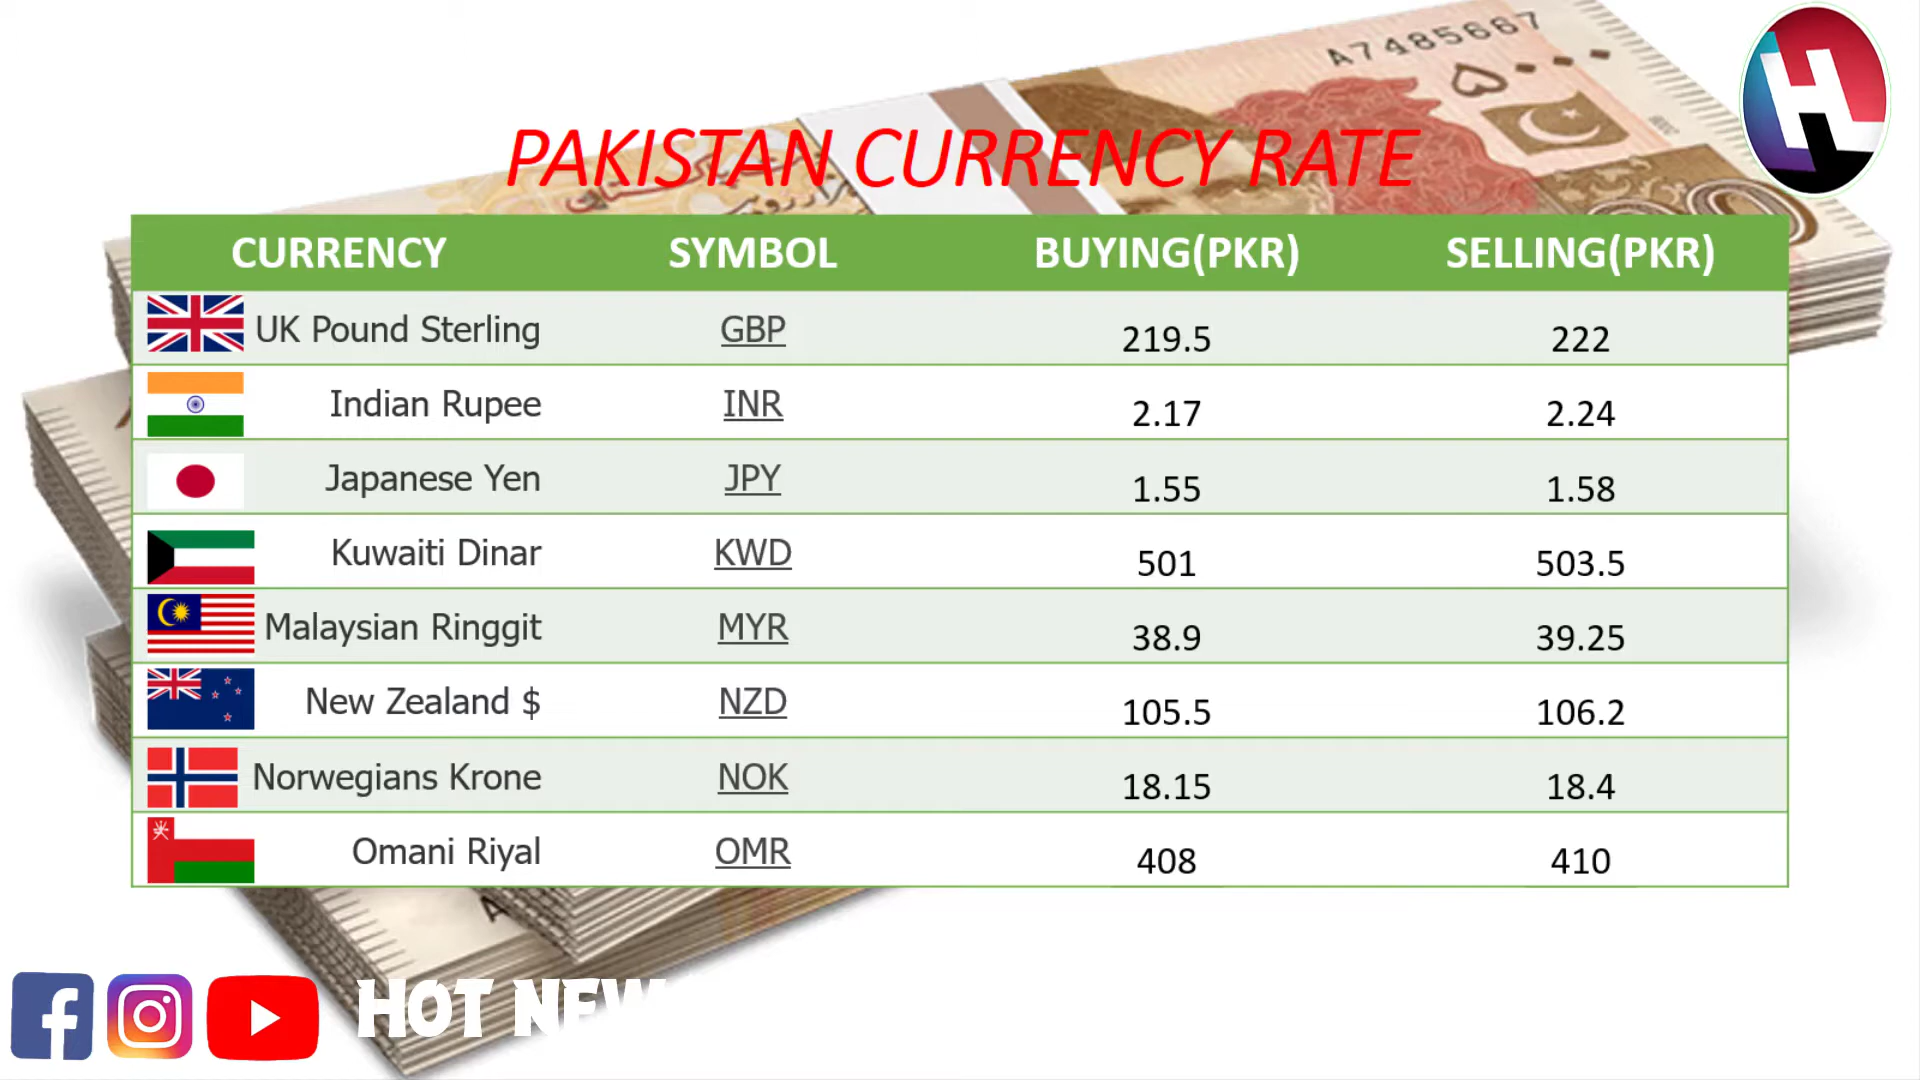 A7485667
PAKISTAN CURRENCY RATE
CURRENCY SYMBOL BUYING(PKR) SELLING(PKR)
UK Pound Sterling GBP 219.5 222
Indian Rupee INR 2.17 2.24
Japanese Yen JPY 1.55 1.58
Kuwaiti Dinar KWD 501 503.5
Malaysian Ringgit MYR 38.9 39.25
New Zealand $ NZD 105.5 106.2
Norwegians Krone NOK 18.15 18.4
Omani Riyal OMR 408 410
HOT NEW